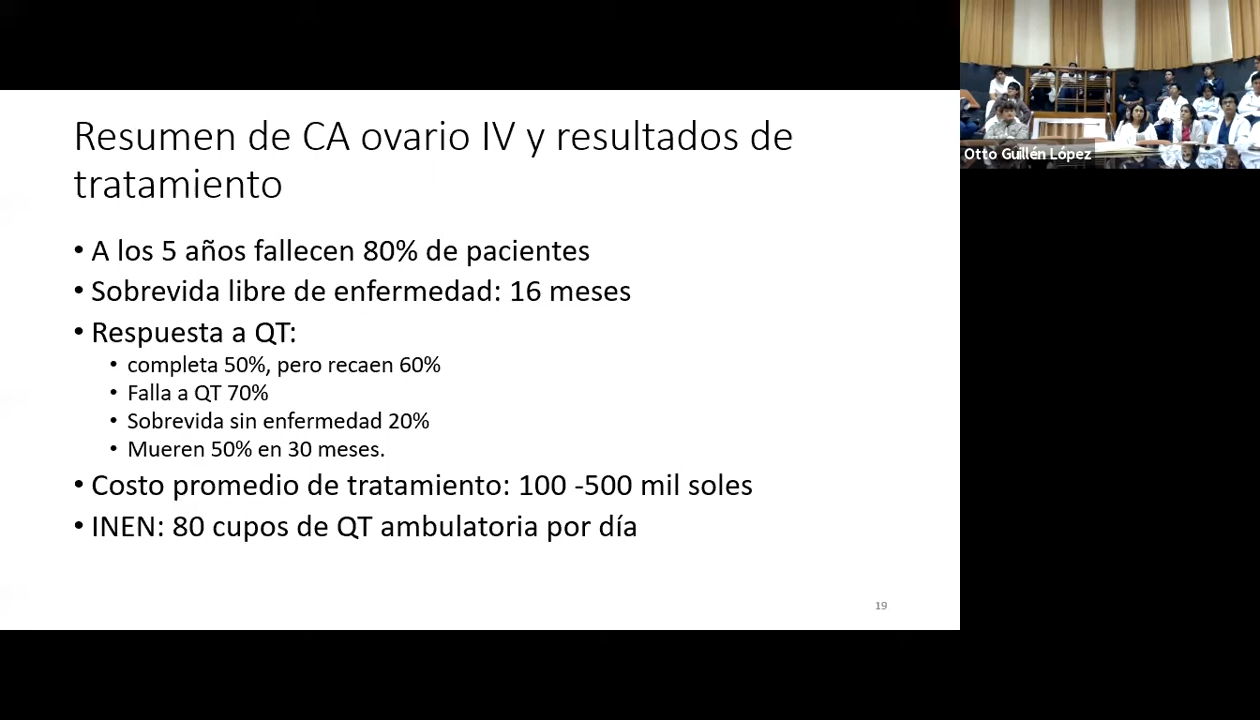 Resumen de CA ovario IV y resultados de
tratamiento
• A los 5 años fallecen 80% de pacientes
• Sobrevida libre de enfermedad: 16 meses
• Respuesta a QT:
• completa 50%, pero recaen 60%
• Falla a QT 70%
• Sobrevida sin enfermedad 20%
• Mueren 50% en 30 meses.
• Costo promedio de tratamiento: 100 -500 mil soles
• INEN: 80 cupos de QT ambulatoria por día
19
Otto Guillén López